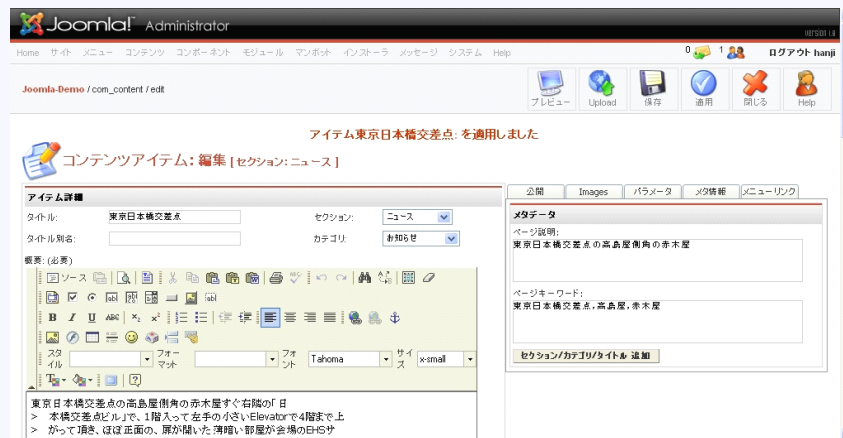 Joomla! Administrator
version 1.0
Home サイト メニュー コンテンツ コンポーネント モジュール マンボット インストーラ メッセージ システム Help 0 1 ログアウト hanji
Joomla-Demo / com_content / edit
プレビュー Upload 保存 適用 閉じる Help
アイテム東京日本橋交差点: を適用しました
コンテンツアイテム: 編集 [ セクション: ニュース ]
アイテム詳細
タイトル: 東京日本橋交差点 セクション: ニュース
タイトル別名: カテゴリ: お知らせ
概要: (必要)
ソース
スタイル フォーマット フォント Tahoma サイズ x-small
東京日本橋交差点の高島屋側角の赤木屋すぐ右隣の「日
> 本橋交差点ビル」で、1階入って左手の小さいElevatorで4階まで上
> がって頂き、ほぼ正面の、扉が開いた薄暗い部屋が会場のEHSサ
公開 Images パラメータ メタ情報 メニューリンク
メタデータ
ページ説明:
東京日本橋交差点の高島屋側角の赤木屋
ページキーワード:
東京日本橋交差点,高島屋,赤木屋
セクション/カテゴリ/タイトル 追加